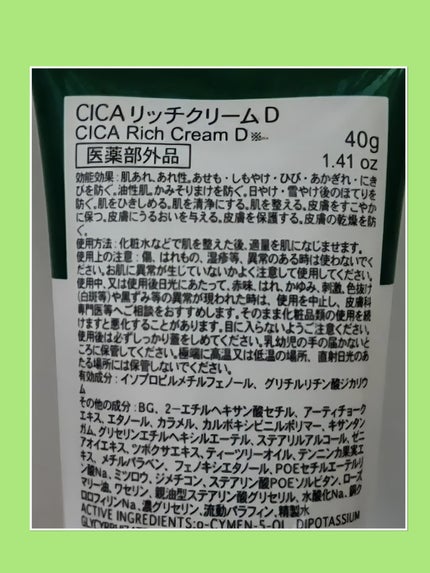 CICAリッチクリームD
CICA Rich Cream D※
40g
1.41 oz
医薬部外品
効能効果:肌あれ。あれ性。あせも・しもやけ・ひび・あかぎれ・にき
びを防ぐ。油性肌。かみそりまけを防ぐ。日やけ・雪やけ後のほてりを
防ぐ。肌をひきしめる。肌を清浄にする。肌を整える。皮膚をすこやか
に保つ。皮膚にうるおいを与える。皮膚を保護する。皮膚の乾燥を防
ぐ。
使用方法:化粧水などで肌を整えた後、適量を肌になじませます。
使用上の注意:傷、はれもの、湿疹等、異常のある時は使わないでく
ださい。お肌に異常が生じていないかよく注意して使用してください。
使用中、又は使用後日光にあたって、赤味、はれ、かゆみ、刺激、色抜け
(白斑等)や黒ずみ等の異常が現われた時は、使用を中止し、皮膚科
専門医等へご相談をおすすめします。そのまま化粧品類の使用を続
けますと悪化することがあります。目に入らないようご注意ください。
使用後は必ずしっかり蓋をしめてください。乳幼児の手の届かないと
ころに保管してください。極端に高温又は低温の場所、直射日光のあ
たる場所には保管しないでください。
有効成分:イソプロピルメチルフェノール、グリチルリチン酸ジカリウ
ム
その他の成分:BG、2-エチルヘキサン酸セチル、アーティチョーク
エキス、エタノール、カラメル、カルボキシビニルポリマー、キサンタン
ガム、グリセリンエチルヘキシルエーテル、ステアリルアルコール、ゼニ
アオイエキス、ツボクサエキス、ティーツリーオイル、テンニンカ果実エ
キス、メチルパラベン、フェノキシエタノール、POEセチルエーテルリ
ン酸Na、ミツロウ、ジメチコン、ステアリン酸POEソルビタン、ローズ
マリー油、ワセリン、親油型ステアリン酸グリセリル、水酸化Na、銅ク
ロロフィリンNa、濃グリセリン、流動パラフィン、精製水
ACTIVE INGREDIENTS:o-CYMEN-5-OL, DIPOTASSIUM